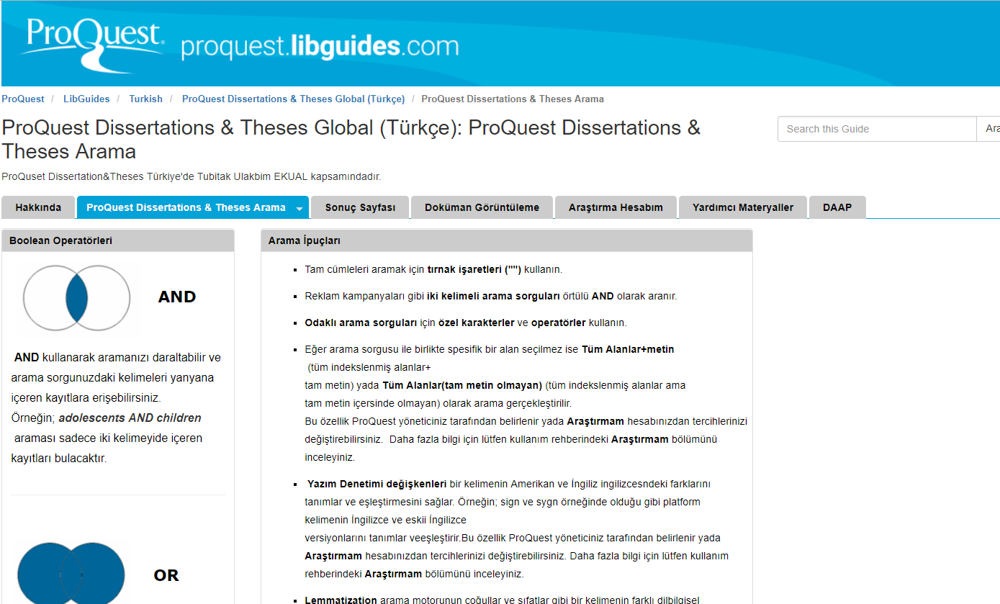 ProQuest
proquest.libguides.com
ProQuest / LibGuides / Turkish / ProQuest Dissertations & Theses Global (Türkçe) / ProQuest Dissertations & Theses Arama
ProQuest Dissertations & Theses Global (Türkçe): ProQuest Dissertations &
Theses Arama
Search this Guide
Ara
ProQuset Dissertation&Theses Türkiye'de Tubitak Ulakbim EKUAL kapsamındadır.
Hakkında
ProQuest Dissertations & Theses Arama
Sonuç Sayfası
Doküman Görüntüleme
Araştırma Hesabım
Yardımcı Materyaller
DAAP
Boolean Operatörleri
AND
AND kullanarak aramanızı daraltabilir ve
arama sorgunuzdaki kelimeleri yanyana
içeren kayıtlara erişebilirsiniz.
Örneğin; adolescents AND children
araması sadece iki kelimeyide içeren
kayıtları bulacaktır.
OR
Arama İpuçları
Tam cümleleri aramak için tırnak işaretleri ("") kullanın.
Reklam kampanyaları gibi iki kelimeli arama sorguları örtülü AND olarak aranır.
Odaklı arama sorguları için özel karakterler ve operatörler kullanın.
Eğer arama sorgusu ile birlikte spesifik bir alan seçilmez ise Tüm Alanlar+metin
(tüm indekslenmiş alanlar+
tam metin) yada Tüm Alanlar(tam metin olmayan) (tüm indekslenmiş alanlar ama
tam metin içersinde olmayan) olarak arama gerçekleştirilir.
Bu özellik ProQuest yöneticiniz tarafından belirlenir yada Araştırmam hesabınızdan tercihlerinizi
değiştirebilirsiniz. Daha fazla bilgi için lütfen kullanım rehberindeki Araştırmam bölümünü
inceleyiniz.
Yazım Denetimi değişkenleri bir kelimenin Amerikan ve İngiliz ingilizcesndeki farklarını
tanımlar ve eşleştirmesini sağlar. Örneğin; sign ve sygn örneğinde olduğu gibi platform
kelimenin İngilizce ve eskii İngilizce
versiyonlarını tanımlar veeşleştirir.Bu özellik ProQuest yöneticiniz tarafından belirlenir yada
Araştırmam hesabınızdan tercihlerinizi değiştirebilirsiniz. Daha fazla bilgi için lütfen kullanım
rehberindeki Araştırmam bölümünü inceleyiniz.
Lemmatization arama motorunun çoğullar ve sıfatlar gibi bir kelimenin farklı dilbilgisel